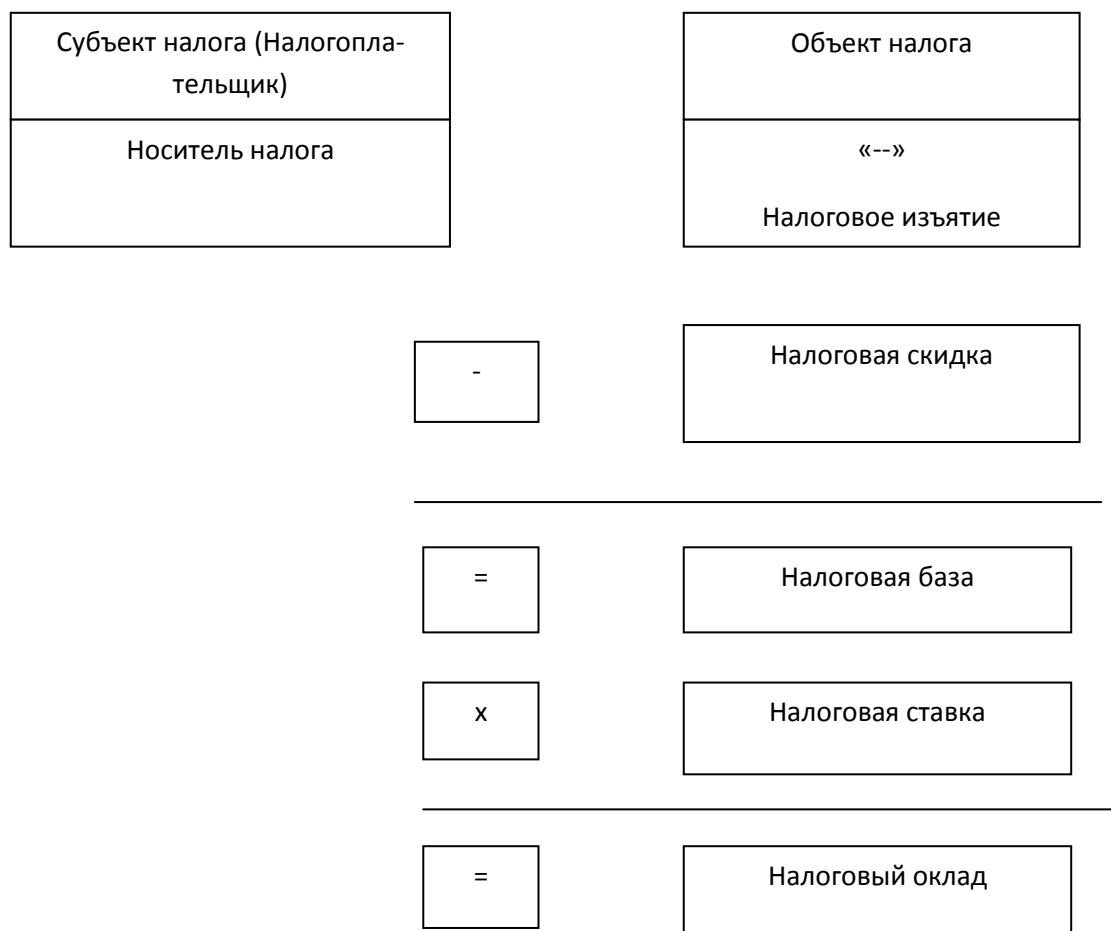 Субъект налога (Налогопла-
тельщик)
Носитель налога
Объект налога
«--»
Налоговое изъятие
-
Налоговая скидка
=
Налоговая база
х
Налоговая ставка
=
Налоговый оклад